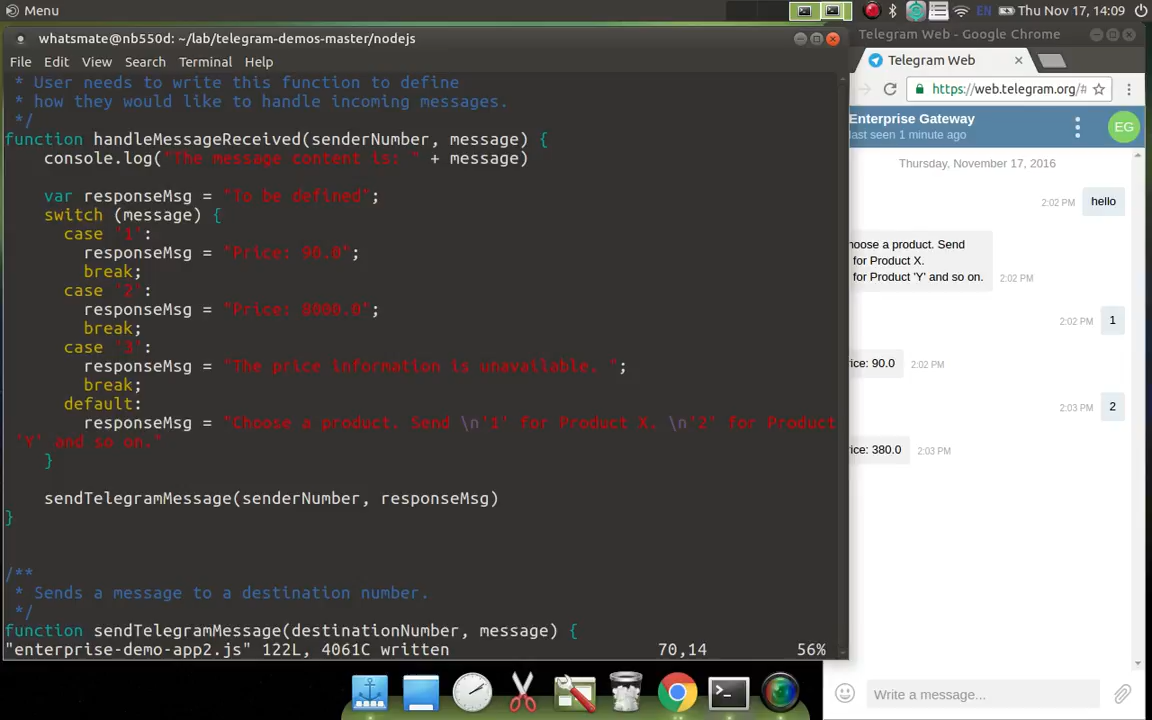 Menu
EN
Thu Nov 17, 14:09
whatsmate@nb550d: ~/lab/telegram-demos-master/nodejs
File Edit View Search Terminal Help
* User needs to write this function to define
* how they would like to handle incoming messages.
*/
function handleMessageReceived(senderNumber, message) {
console.log("The message content is: " + message)
var responseMsg = "To be defined";
switch (message) {
case '1':
responseMsg = "Price: 90.0";
break;
case '2':
responseMsg = "Price: 8000.0";
break;
case '3':
responseMsg = "The price information is unavailable. ";
break;
default:
responseMsg = "Choose a product. Send \n'1" for Product X. \n'2" for Product
'Y' and so on."
}
sendTelegramMessage(senderNumber, responseMsg)
}
/**
* Sends a message to a destination number.
*/
function sendTelegramMessage(destinationNumber, message) {
"enterprise-demo-app2.js" 122L, 4061C written 70,14 56%
Telegram Web - Google Chrome
Telegram Web
https://web.telegram.org/#
Enterprise Gateway
last seen 1 minute ago
EG
Thursday, November 17, 2016
2:02 PM hello
hoose a product. Send
for Product X.
for Product 'Y' and so on. 2:02 PM
2:02 PM 1
ice: 90.0 2:02 PM
2:03 PM 2
ice: 380.0 2:03 PM
Write a message...